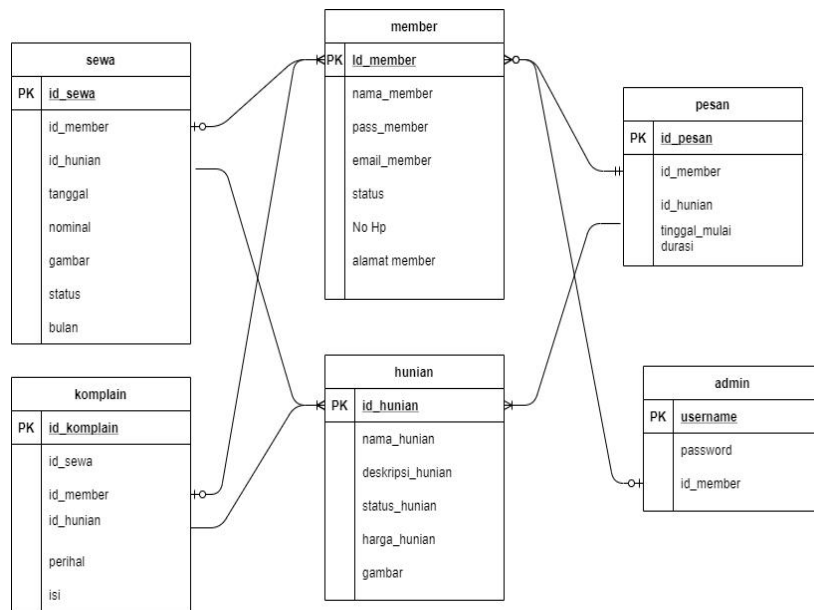 sewa
PK id_sewa
id_member
id_hunian
tanggal
nominal
gambar
status
bulan
komplain
PK id_komplain
id_sewa
id_member
id_hunian
perihal
isi
member
PK Id_member
nama_member
pass_member
email_member
status
No Hp
alamat member
hunian
PK id_hunian
nama_hunian
deskripsi_hunian
status_hunian
harga_hunian
gambar
pesan
PK id_pesan
id_member
id_hunian
tinggal_mulai
durasi
admin
PK username
password
id_member